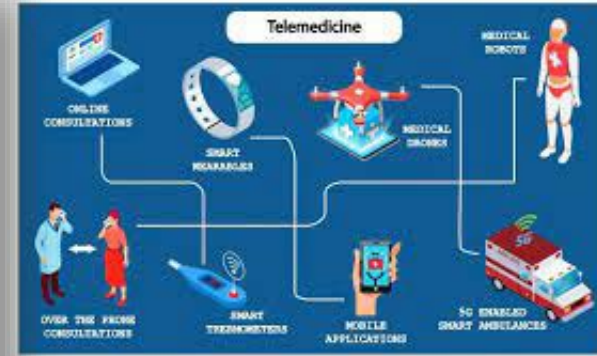 Telemedicine
MEDICAL
ROBOTS
ONLINE
CONSULTATIONS
SMART
WEARABLES
MEDICAL
DRONES
OVER THE PHONE
CONSULTATIONS
SMART
THERMOMETERS
MOBILE
APPLICATIONS
5G ENABLED
SMART AMBULANCES
5G